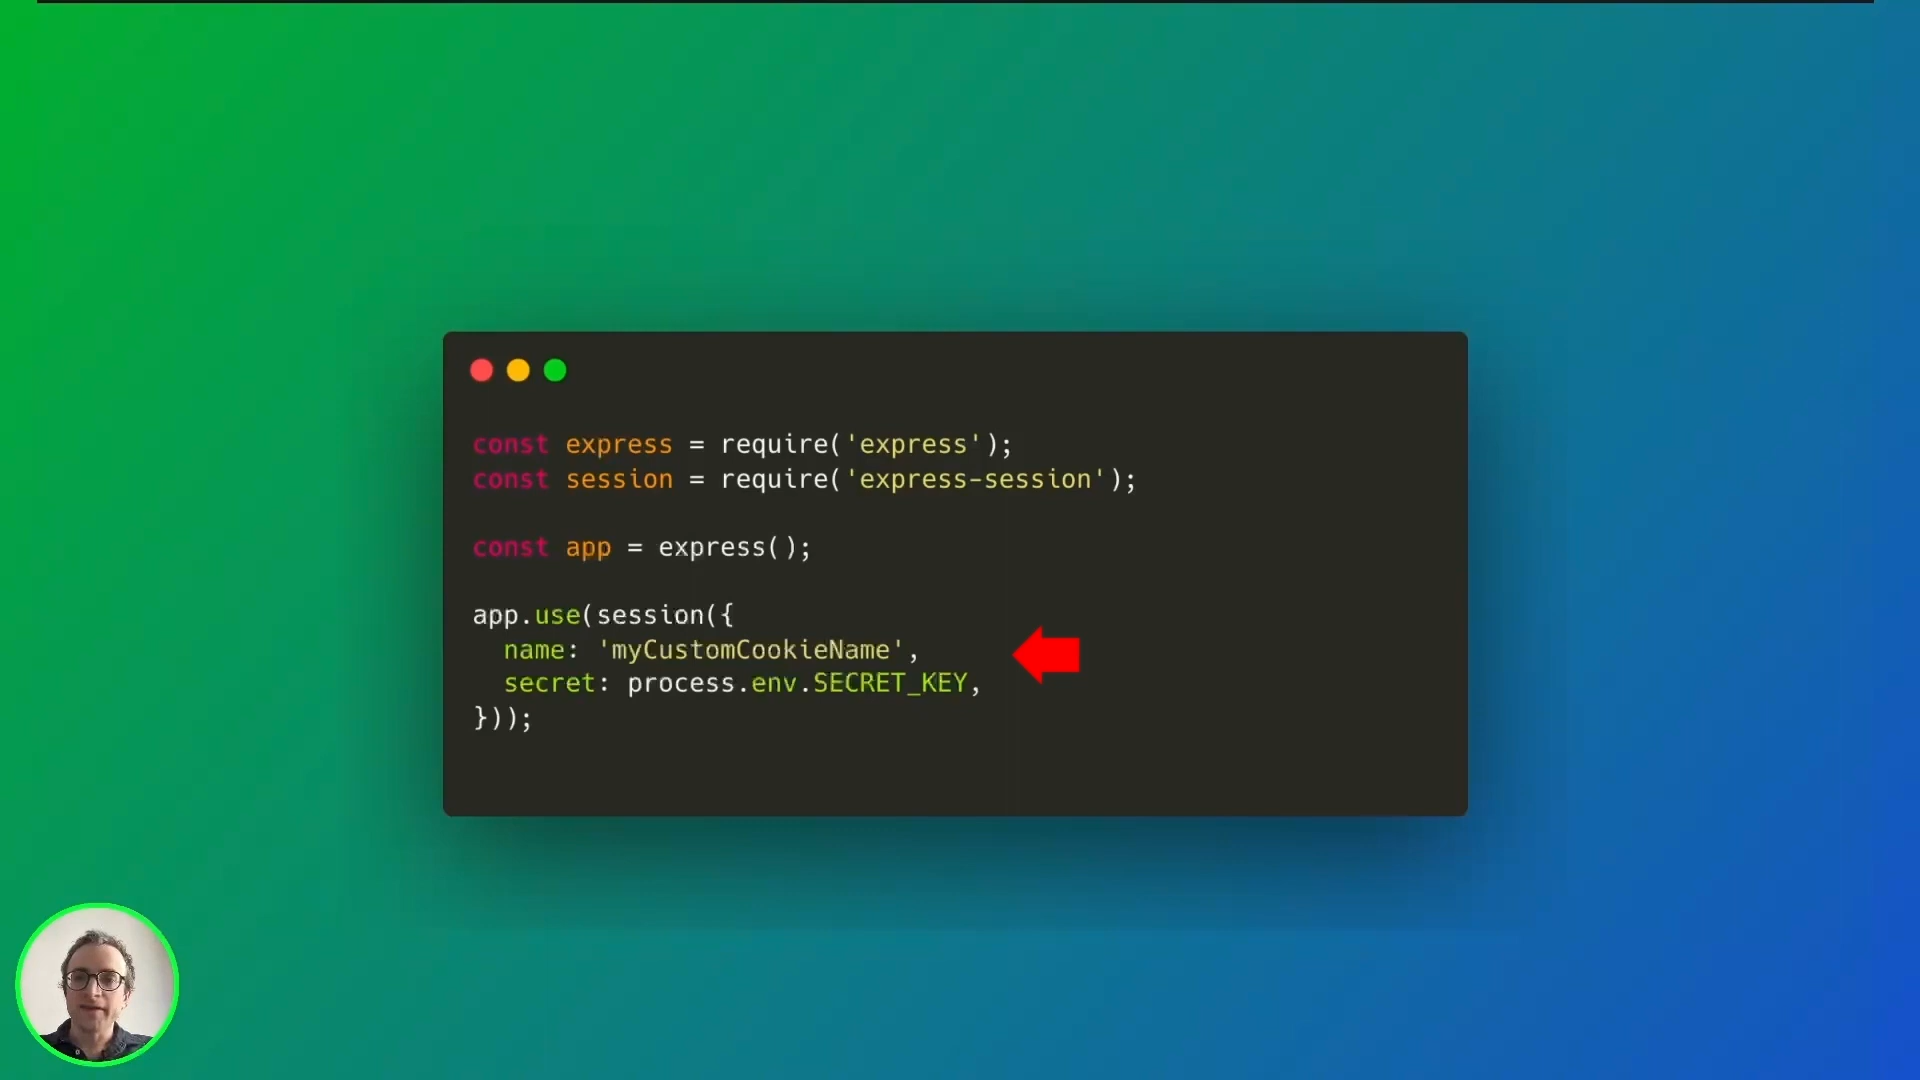 const express = require('express');
const session = require('express-session');
const app = express();
app.use(session({
name: 'myCustomCookieName',
secret: process.env.SECRET_KEY,
}));